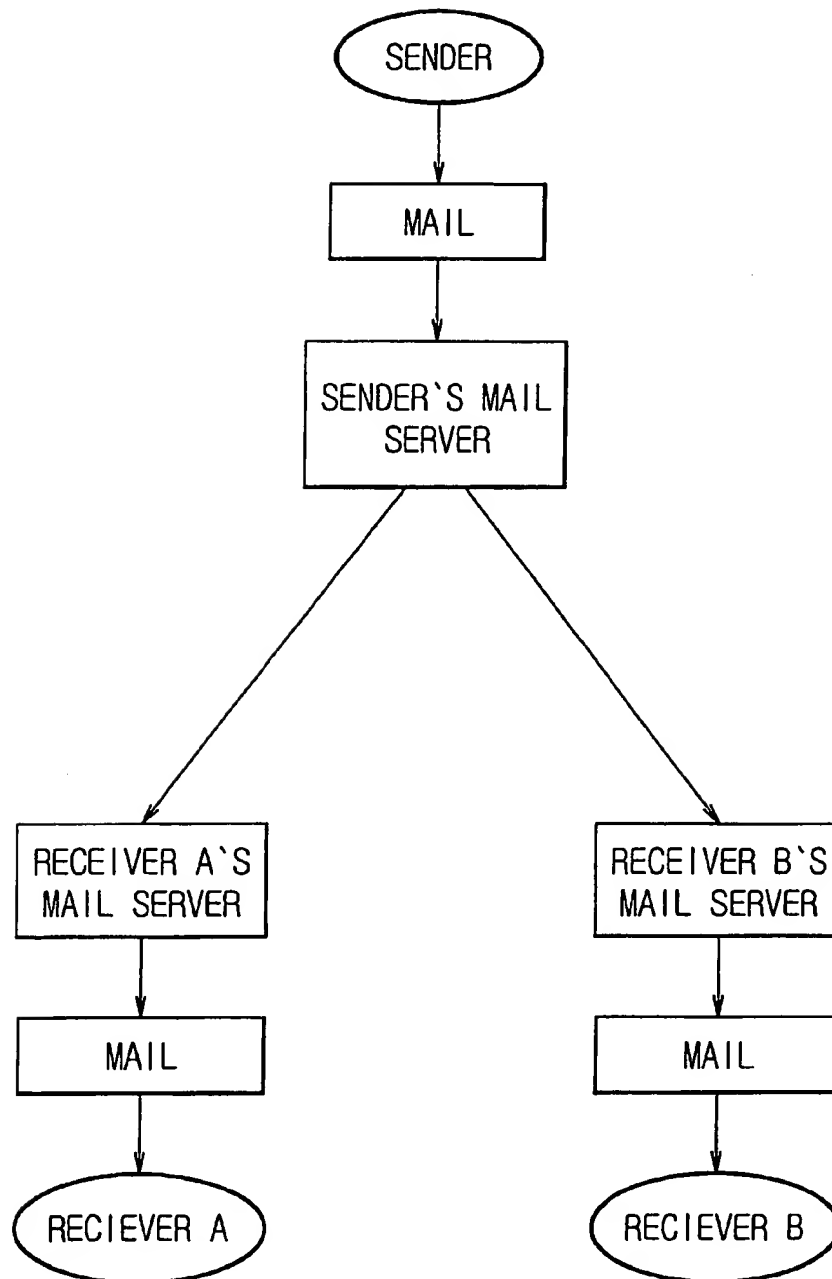 SENDER
MAIL
SENDER`S MAIL
SERVER
RECEIVER A`S
MAIL SERVER
RECEIVER B`S
MAIL SERVER
MAIL
MAIL
RECIEVER A
RECIEVER B